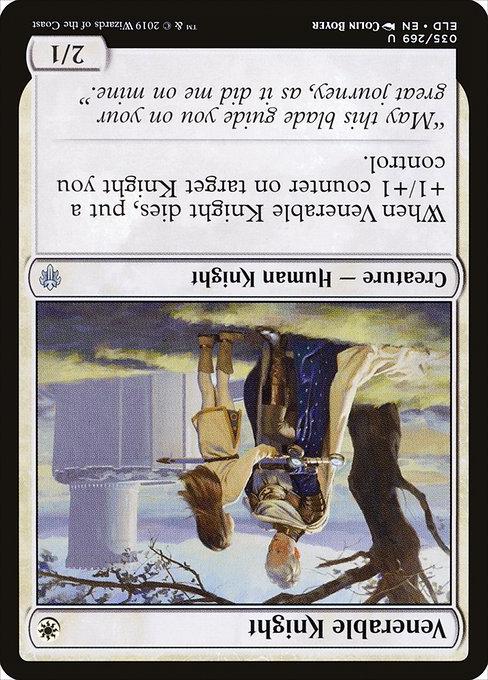 Venerable Knight
Creature — Human Knight
When Venerable Knight dies, put a
+1/+1 counter on target Knight you
control.
“May this blade guide you on your
great journey, as it did me on mine.”
2/1
035/269 U
ELD • EN Colin Boyer
™ & © 2019 Wizards of the Coast